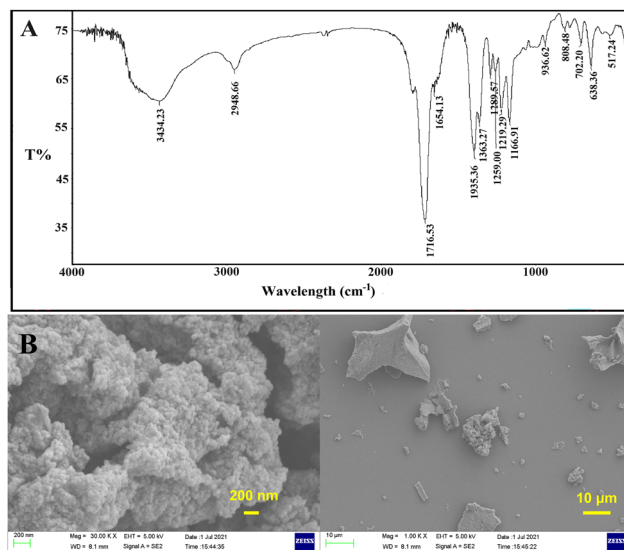 A
75
65
55
45
35
T%
3434.23
2948.66
1716.53
1654.13
1935.36
1363.27
1289.57
1259.00
1219.29
1166.91
936.62
808.48
702.20
638.36
517.24
4000
3000
2000
1000
Wavelength (cm-1)
B
200 nm
10 µm
200 nm
Mag = 30.00 K X EHT = 5.00 kV Date :1 Jul 2021
WD = 8.1 mm Signal A = SE2 Time :15:44:35
ZEISS
10 µm
Mag = 1.00 K X EHT = 5.00 kV Date :1 Jul 2021
WD = 8.1 mm Signal A = SE2 Time :15:45:22
ZEISS